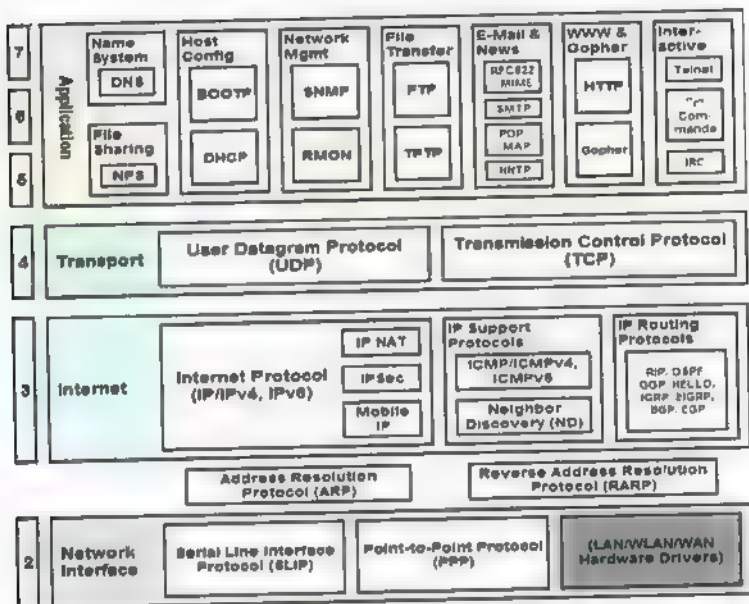 7
6
5
Application
Name
System
DNS
File
Sharing
NFS
Host
Config
BOOTP
DHCP
Network
Mgmt
SNMP
RMON
File
Transfer
FTP
TFTP
E-Mail &
News
RFC822
MIME
SMTP
POP
IMAP
NNTP
WWW &
Gopher
HTTP
Gopher
Inter-
active
Telnet
Com-
mands
IRC
4
Transport
User Datagram Protocol
(UDP)
Transmission Control Protocol
(TCP)
3
Internet
Internet Protocol
(IP/IPv4, IPv6)
IP NAT
IPSec
Mobile
IP
IP Support
Protocols
ICMP/ICMPv4,
ICMPv6
Neighbor
Discovery (ND)
IP Routing
Protocols
RIP, OSPF,
GGP, HELLO,
IGRP, EIGRP,
BGP, EGP
Address Resolution
Protocol (ARP)
Reverse Address Resolution
Protocol (RARP)
2
Network
Interface
Serial Line Interface
Protocol (SLIP)
Point-to-Point Protocol
(PPP)
(LAN/WLAN/WAN
Hardware Drivers)